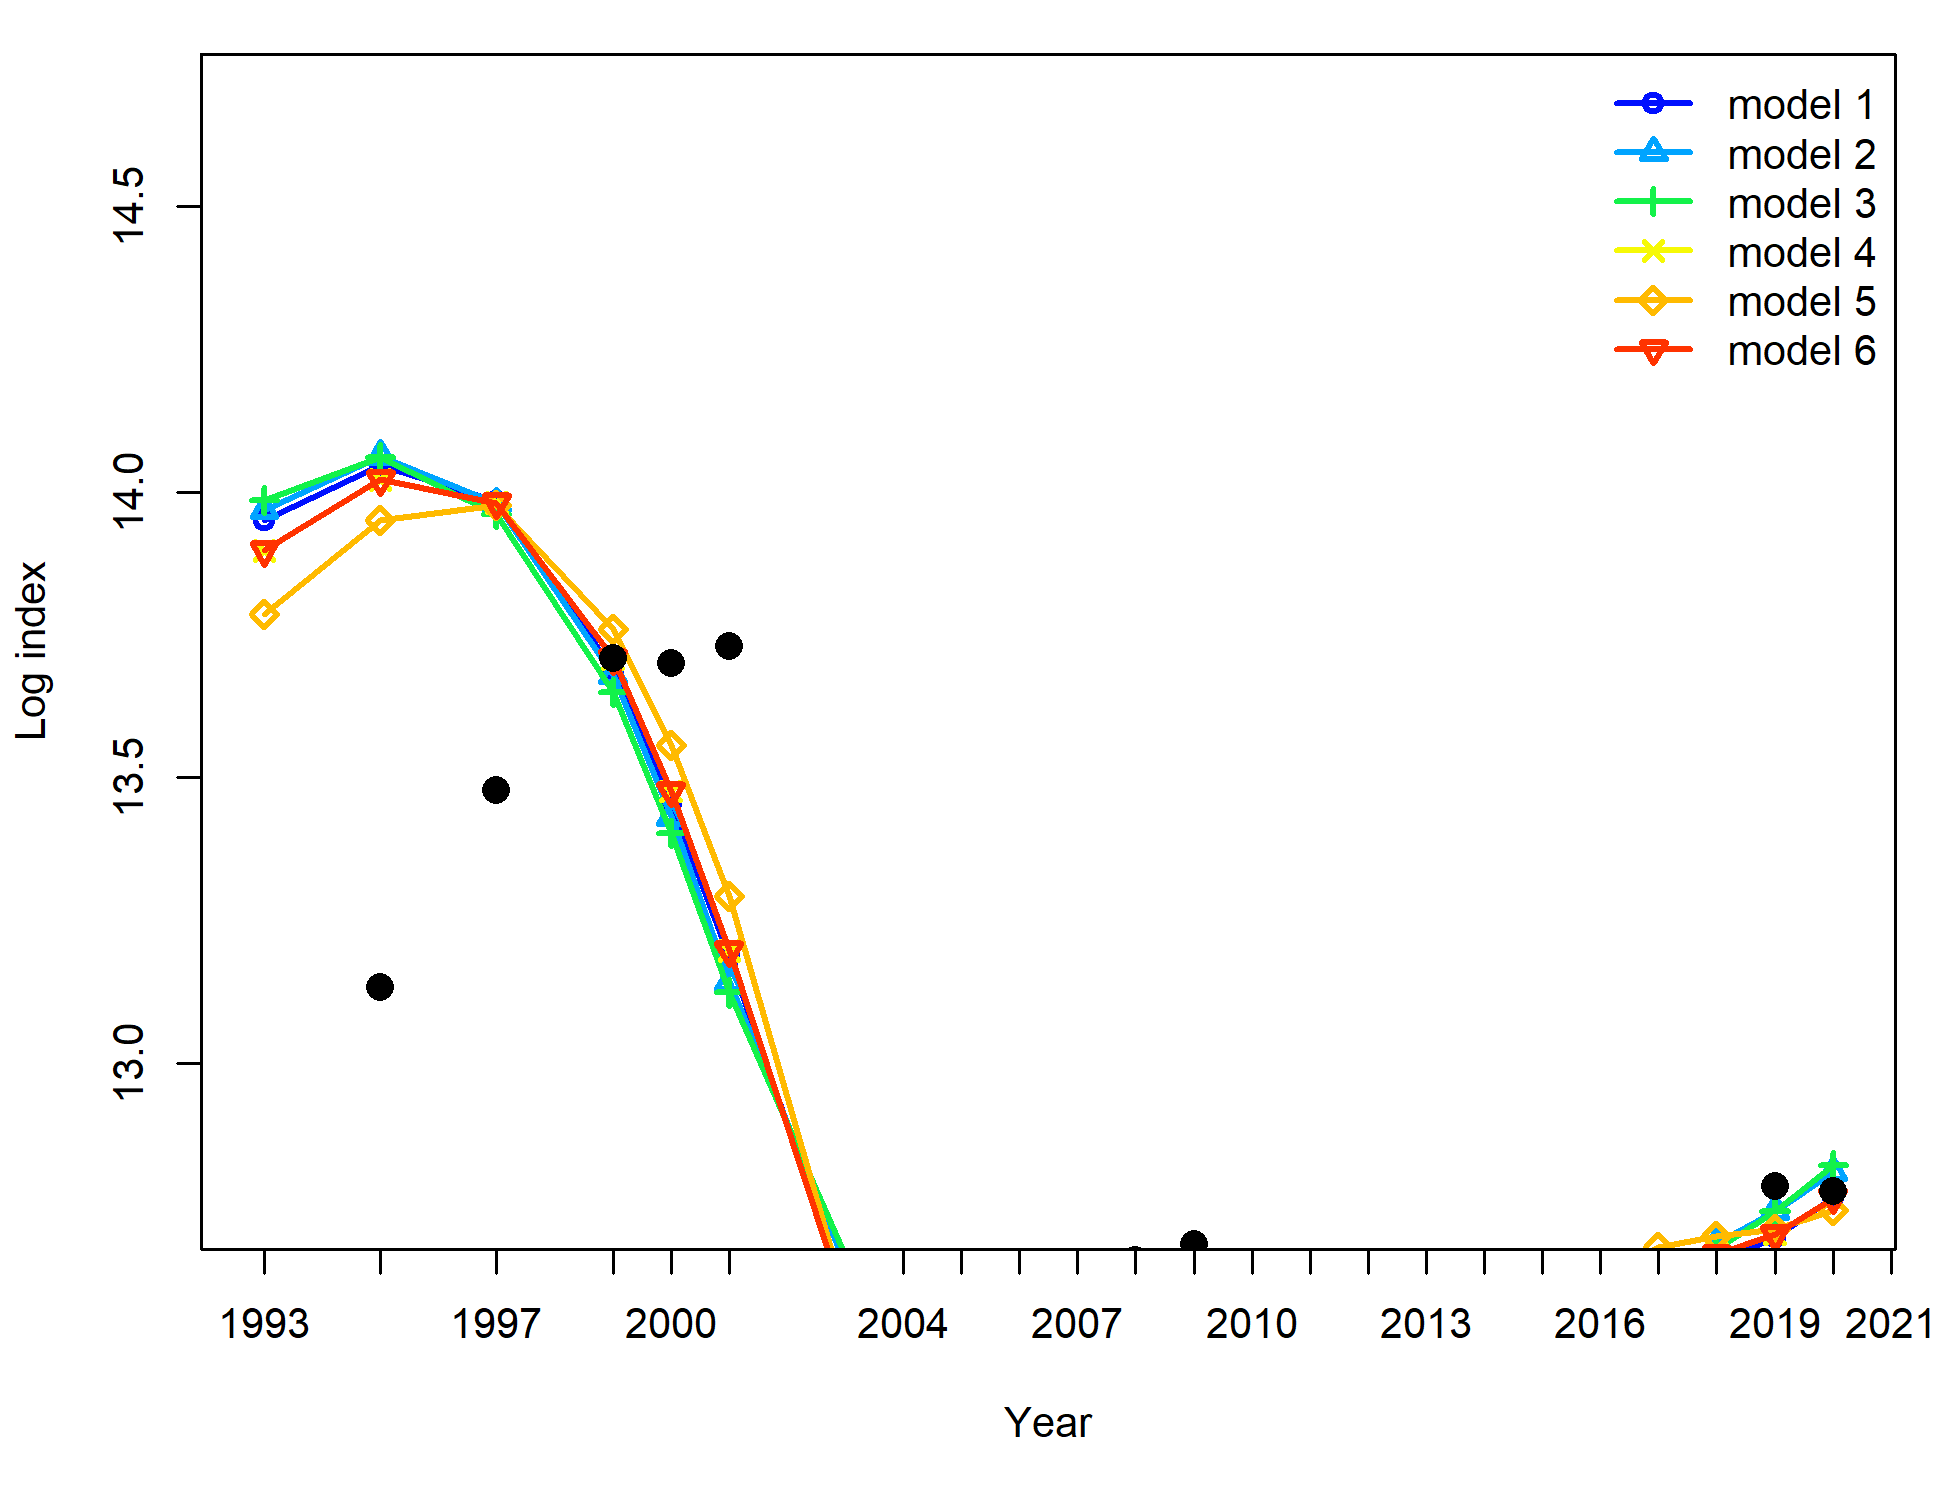 model 1
model 2
model 3
model 4
model 5
model 6
14.5
14.0
13.5
13.0
Log index
1993 1997 2000 2004 2007 2010 2013 2016 2019 2021
Year